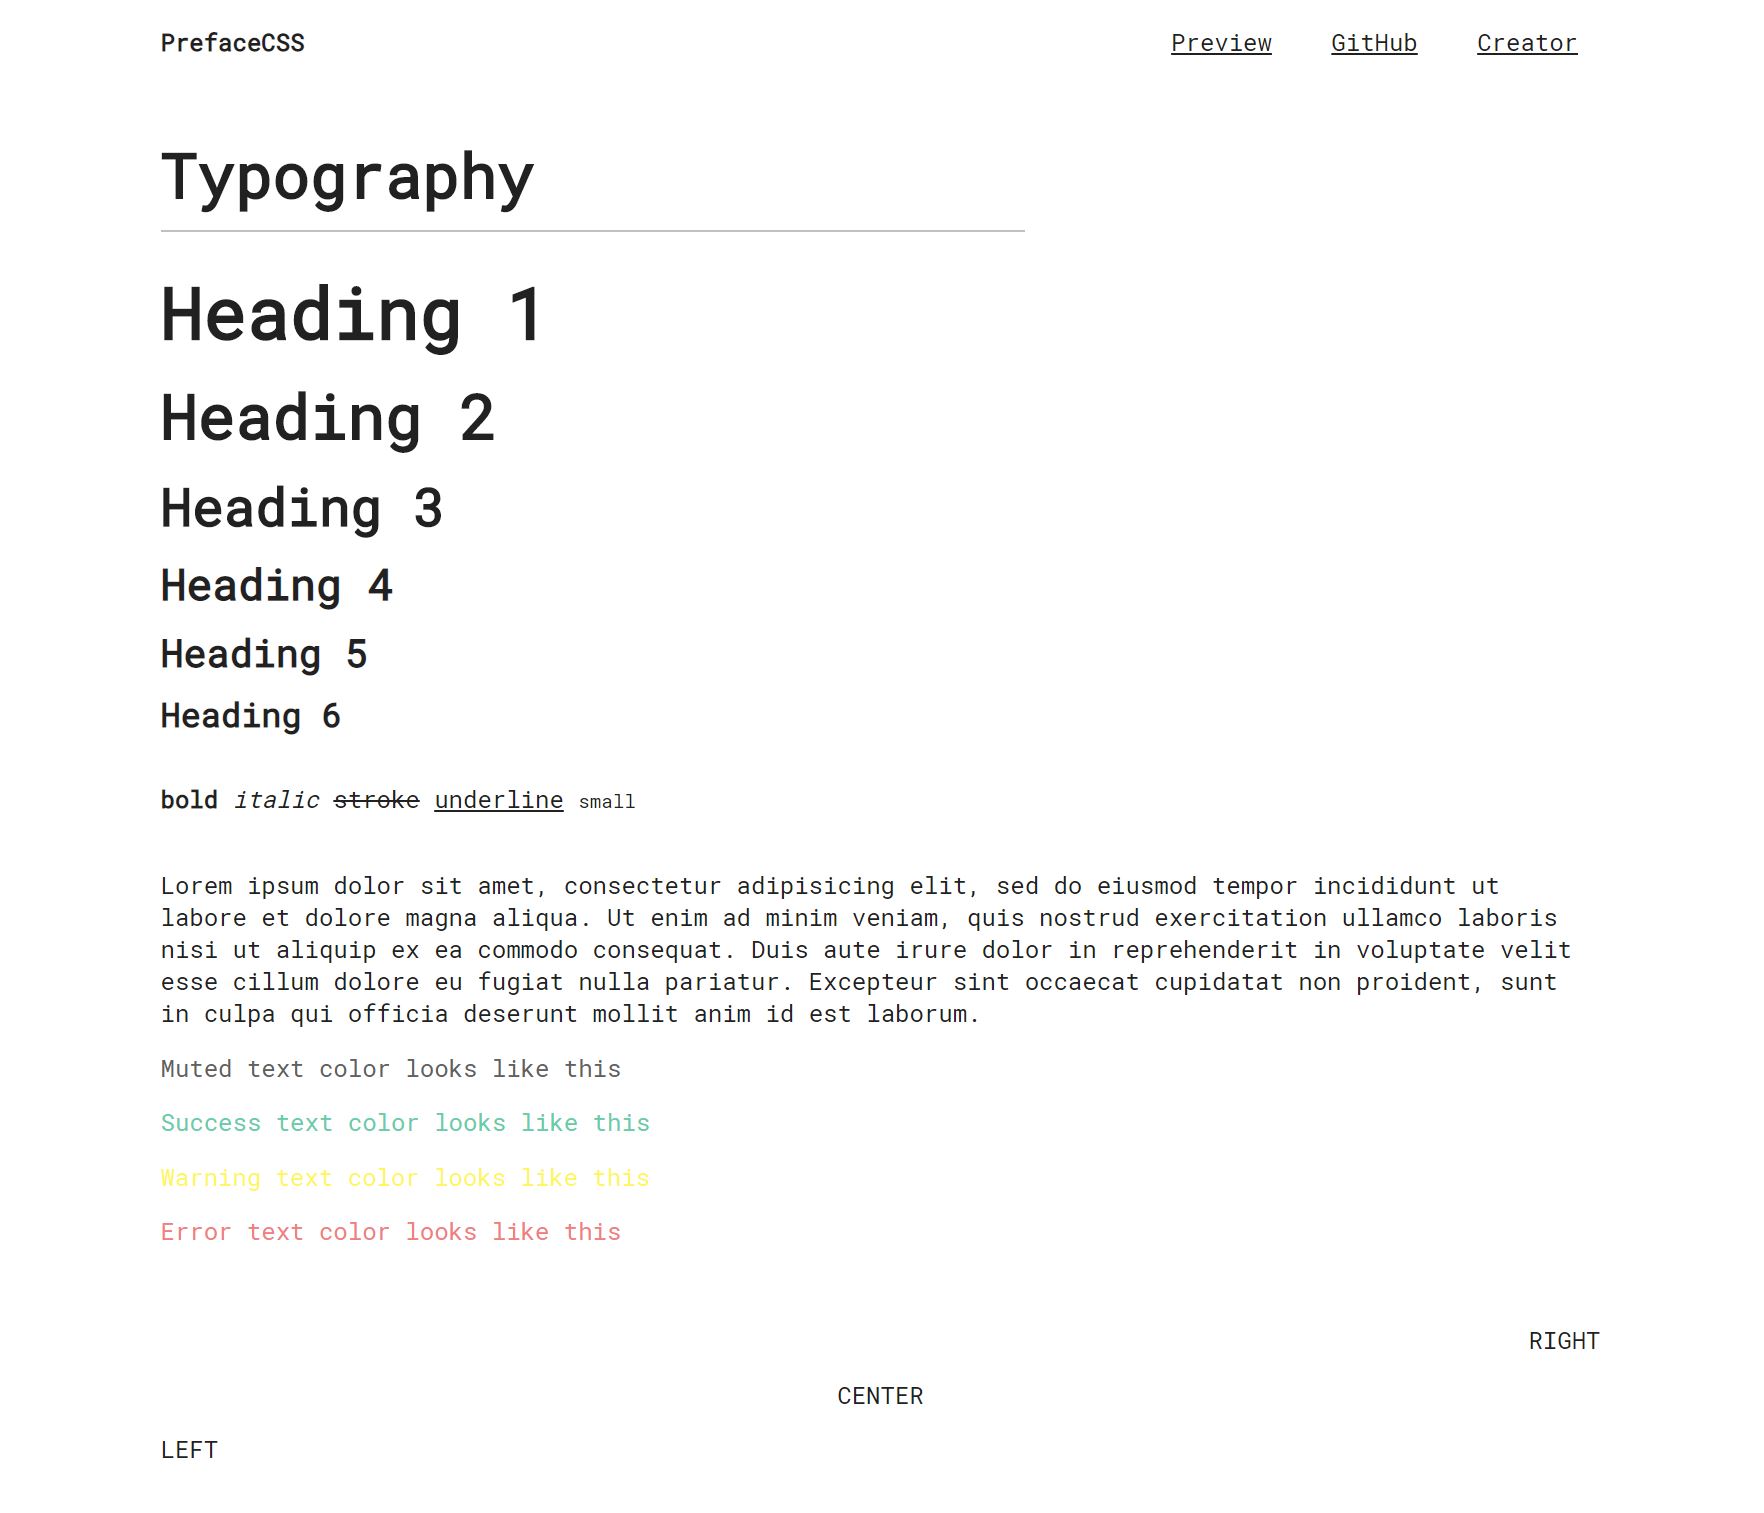 PrefaceCSS Preview GitHub Creator
Typography
Heading 1
Heading 2
Heading 3
Heading 4
Heading 5
Heading 6
bold italic stroke underline small
Lorem ipsum dolor sit amet, consectetur adipisicing elit, sed do eiusmod tempor incididunt ut
labore et dolore magna aliqua. Ut enim ad minim veniam, quis nostrud exercitation ullamco laboris
nisi ut aliquip ex ea commodo consequat. Duis aute irure dolor in reprehenderit in voluptate velit
esse cillum dolore eu fugiat nulla pariatur. Excepteur sint occaecat cupidatat non proident, sunt
in culpa qui officia deserunt mollit anim id est laborum.
Muted text color looks like this
Success text color looks like this
Warning text color looks like this
Error text color looks like this
RIGHT
CENTER
LEFT